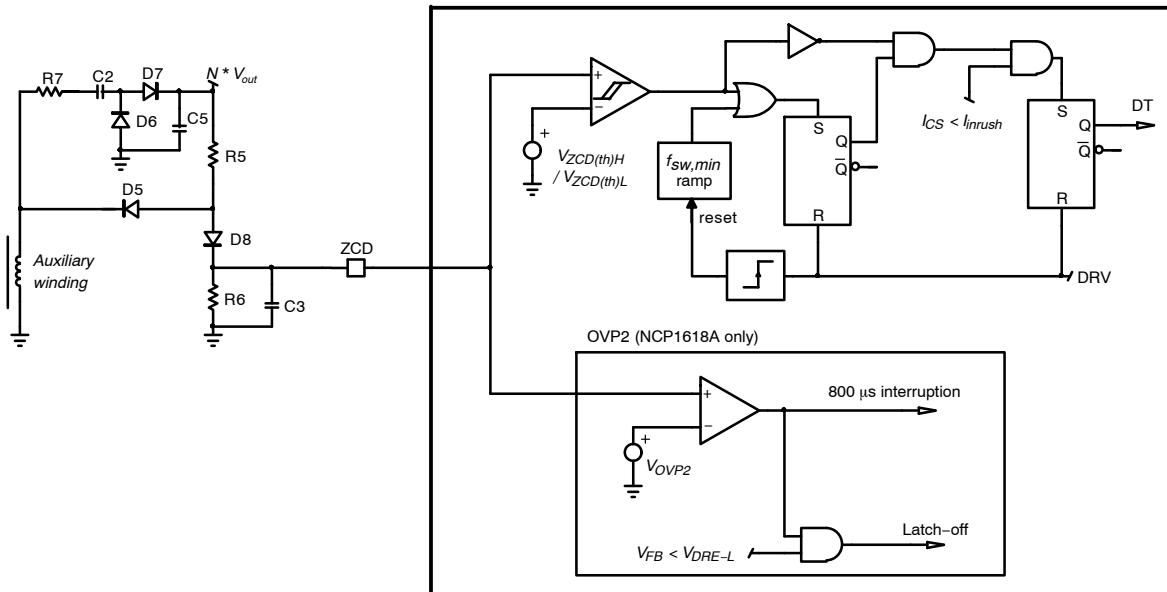 R7
C2
D7
N * Vout
D6
C5
R5
D5
D8
Auxiliary
winding
R6
C3
ZCD
+
−
+
VZCD(th)H
/ VZCD(th)L
fsw,min
ramp
reset
S
Q
Q̅
R
ICS < Iinrush
S
Q
Q̅
R
DT
DRV
OVP2 (NCP1618A only)
+
−
+
VOVP2
800 μs interruption
VFB < VDRE−L
Latch−off